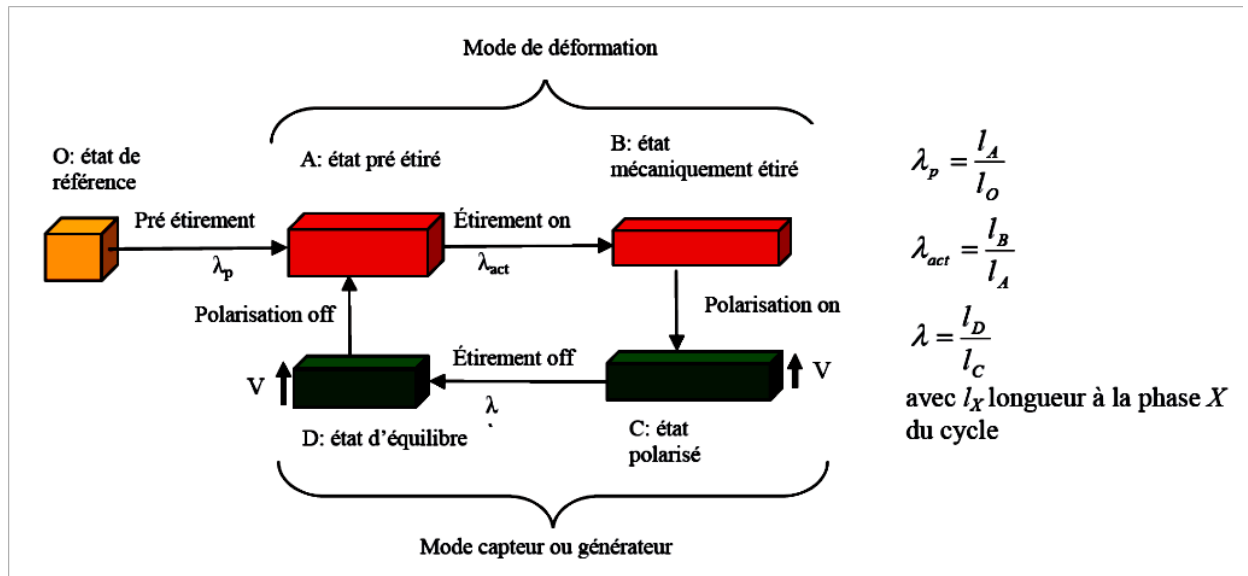 Mode de déformation
O: état de
référence
A: état pré étiré
B: état
mécaniquement étiré
Pré étirement
λp
Étirement on
λact
Polarisation off
Polarisation on
V
Étirement off
λ
V
D: état d'équilibre
C: état
polarisé
Mode capteur ou générateur
λp = lA / lO
λact = lB / lA
λ = lD / lC
avec lX longueur à la phase X
du cycle